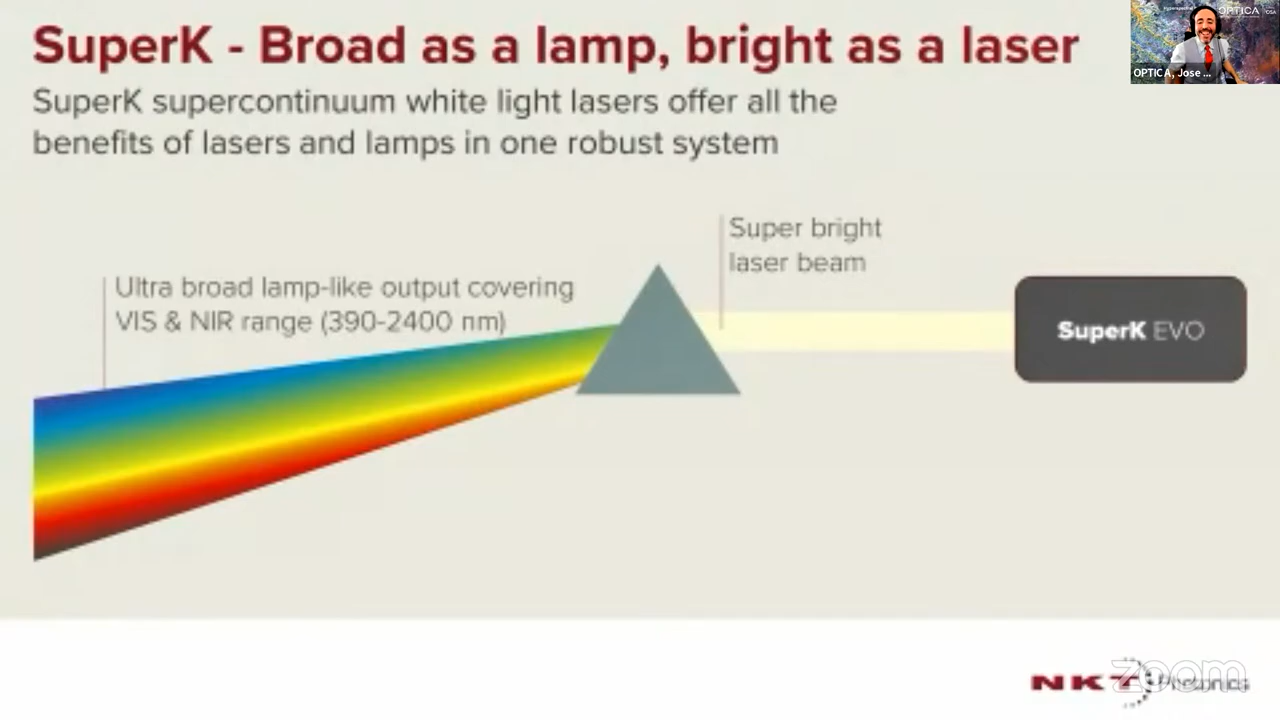 SuperK - Broad as a lamp, bright as a laser
SuperK supercontinuum white light lasers offer all the
benefits of lasers and lamps in one robust system
OPTICA
OPTICA, Jose ...
Super bright
laser beam
Ultra broad lamp-like output covering
VIS & NIR range (390-2400 nm)
SuperK EVO
NKT Photonics
zoom